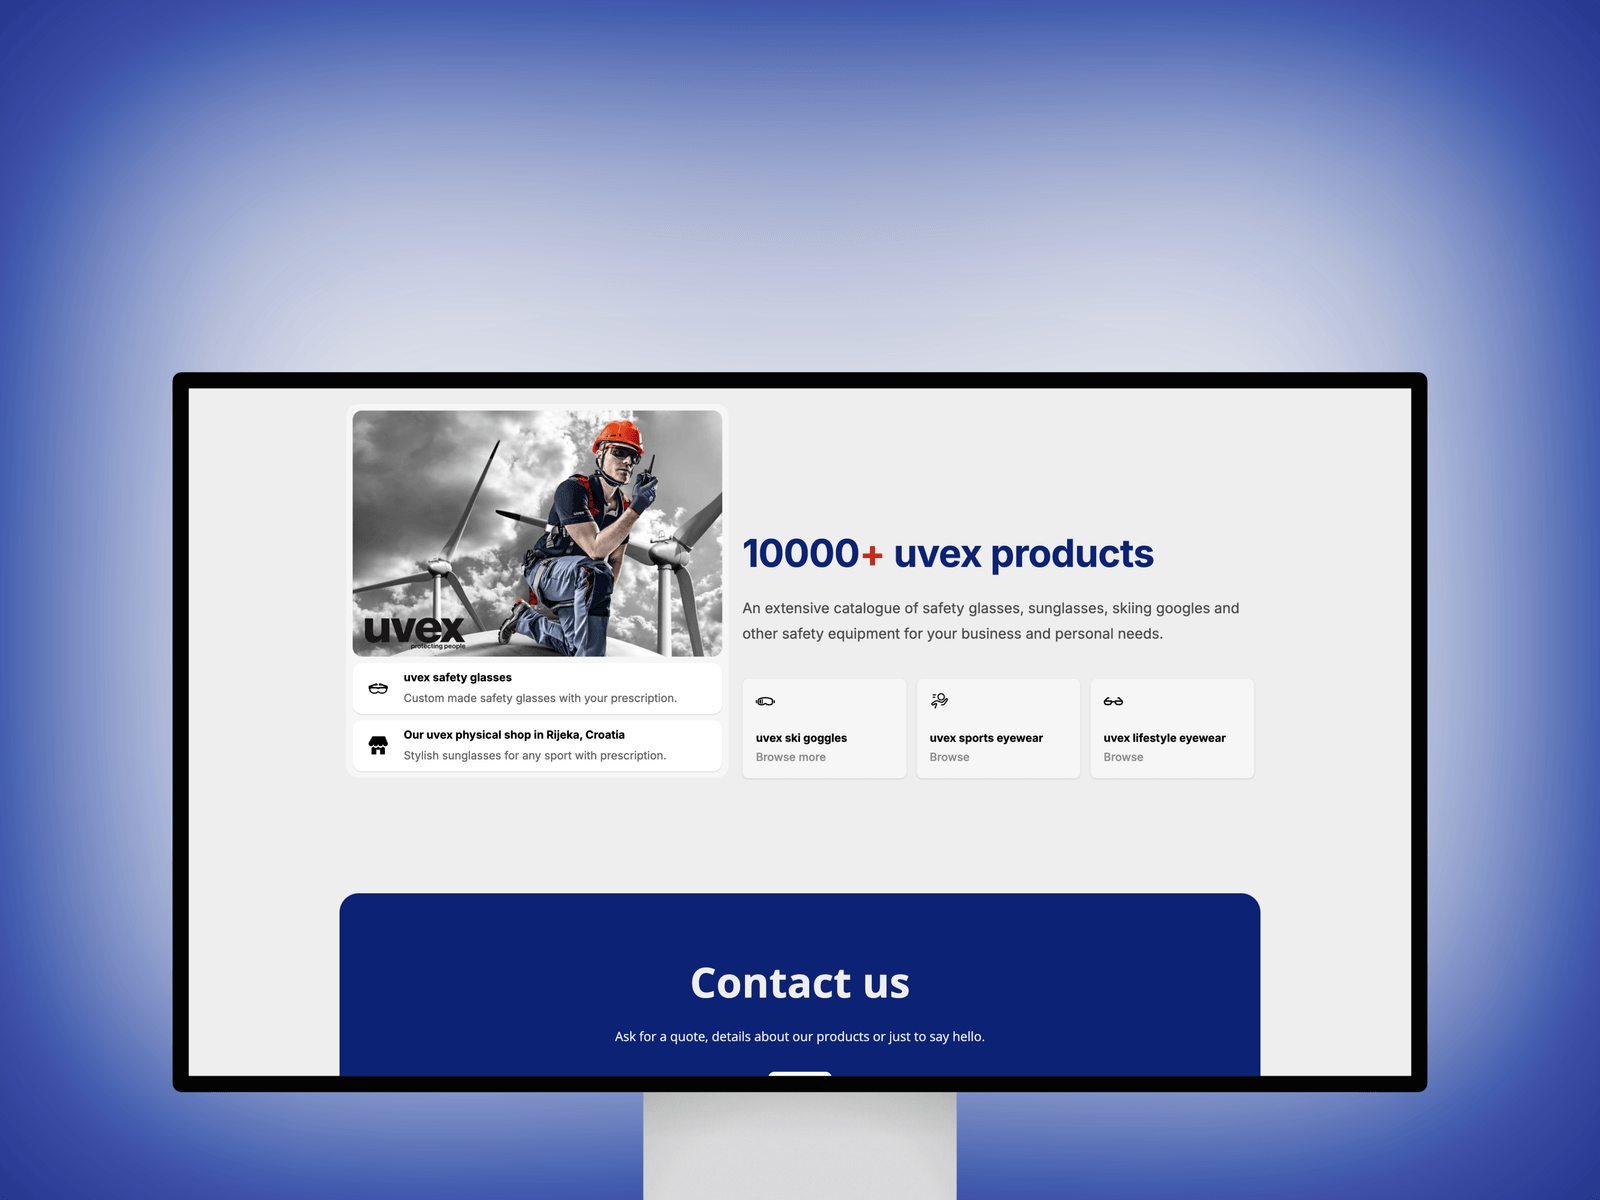 uvex
protecting people
uvex safety glasses
Custom made safety glasses with your prescription.
Our uvex physical shop in Rijeka, Croatia
Stylish sunglasses for any sport with prescription.
10000+ uvex products
An extensive catalogue of safety glasses, sunglasses, skiing googles and
other safety equipment for your business and personal needs.
uvex ski goggles
Browse more
uvex sports eyewear
Browse
uvex lifestyle eyewear
Browse
Contact us
Ask for a quote, details about our products or just to say hello.